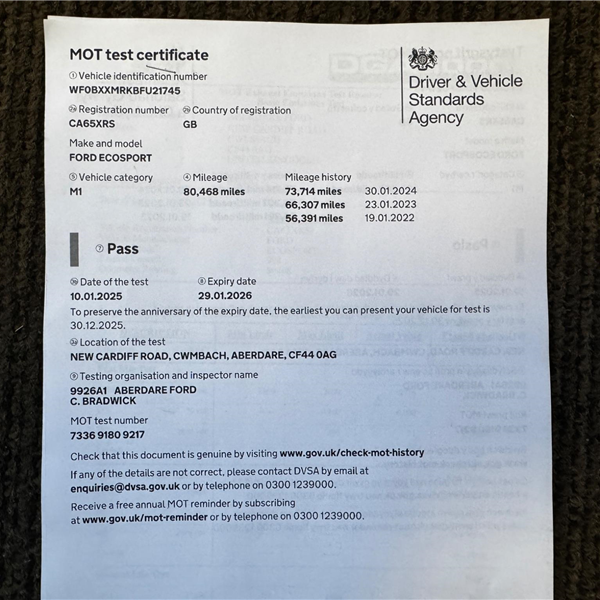 MOT test certificate
① Vehicle identification number
WF0BXXMRKBFU21745
Registration number Country of registration
CA65XRS GB
Make and model
FORD ECOSPORT
⑤ Vehicle category ④ Mileage Mileage history
M1 80,468 miles 73,714 miles 30.01.2024
66,307 miles 23.01.2023
56,391 miles 19.01.2022
Driver & Vehicle
Standards
Agency
⑦ Pass
Date of the test ⑧ Expiry date
10.01.2025 29.01.2026
To preserve the anniversary of the expiry date, the earliest you can present your vehicle for test is
30.12.2025.
Location of the test
NEW CARDIFF ROAD, CWMBACH, ABERDARE, CF44 0AG
⑨ Testing organisation and inspector name
9926A1 ABERDARE FORD
C. BRADWICK
MOT test number
7336 9180 9217
Check that this document is genuine by visiting www.gov.uk/check-mot-history
If any of the details are not correct, please contact DVSA by email at
enquiries@dvsa.gov.uk or by telephone on 0300 1239000.
Receive a free annual MOT reminder by subscribing
at www.gov.uk/mot-reminder or by telephone on 0300 1239000.